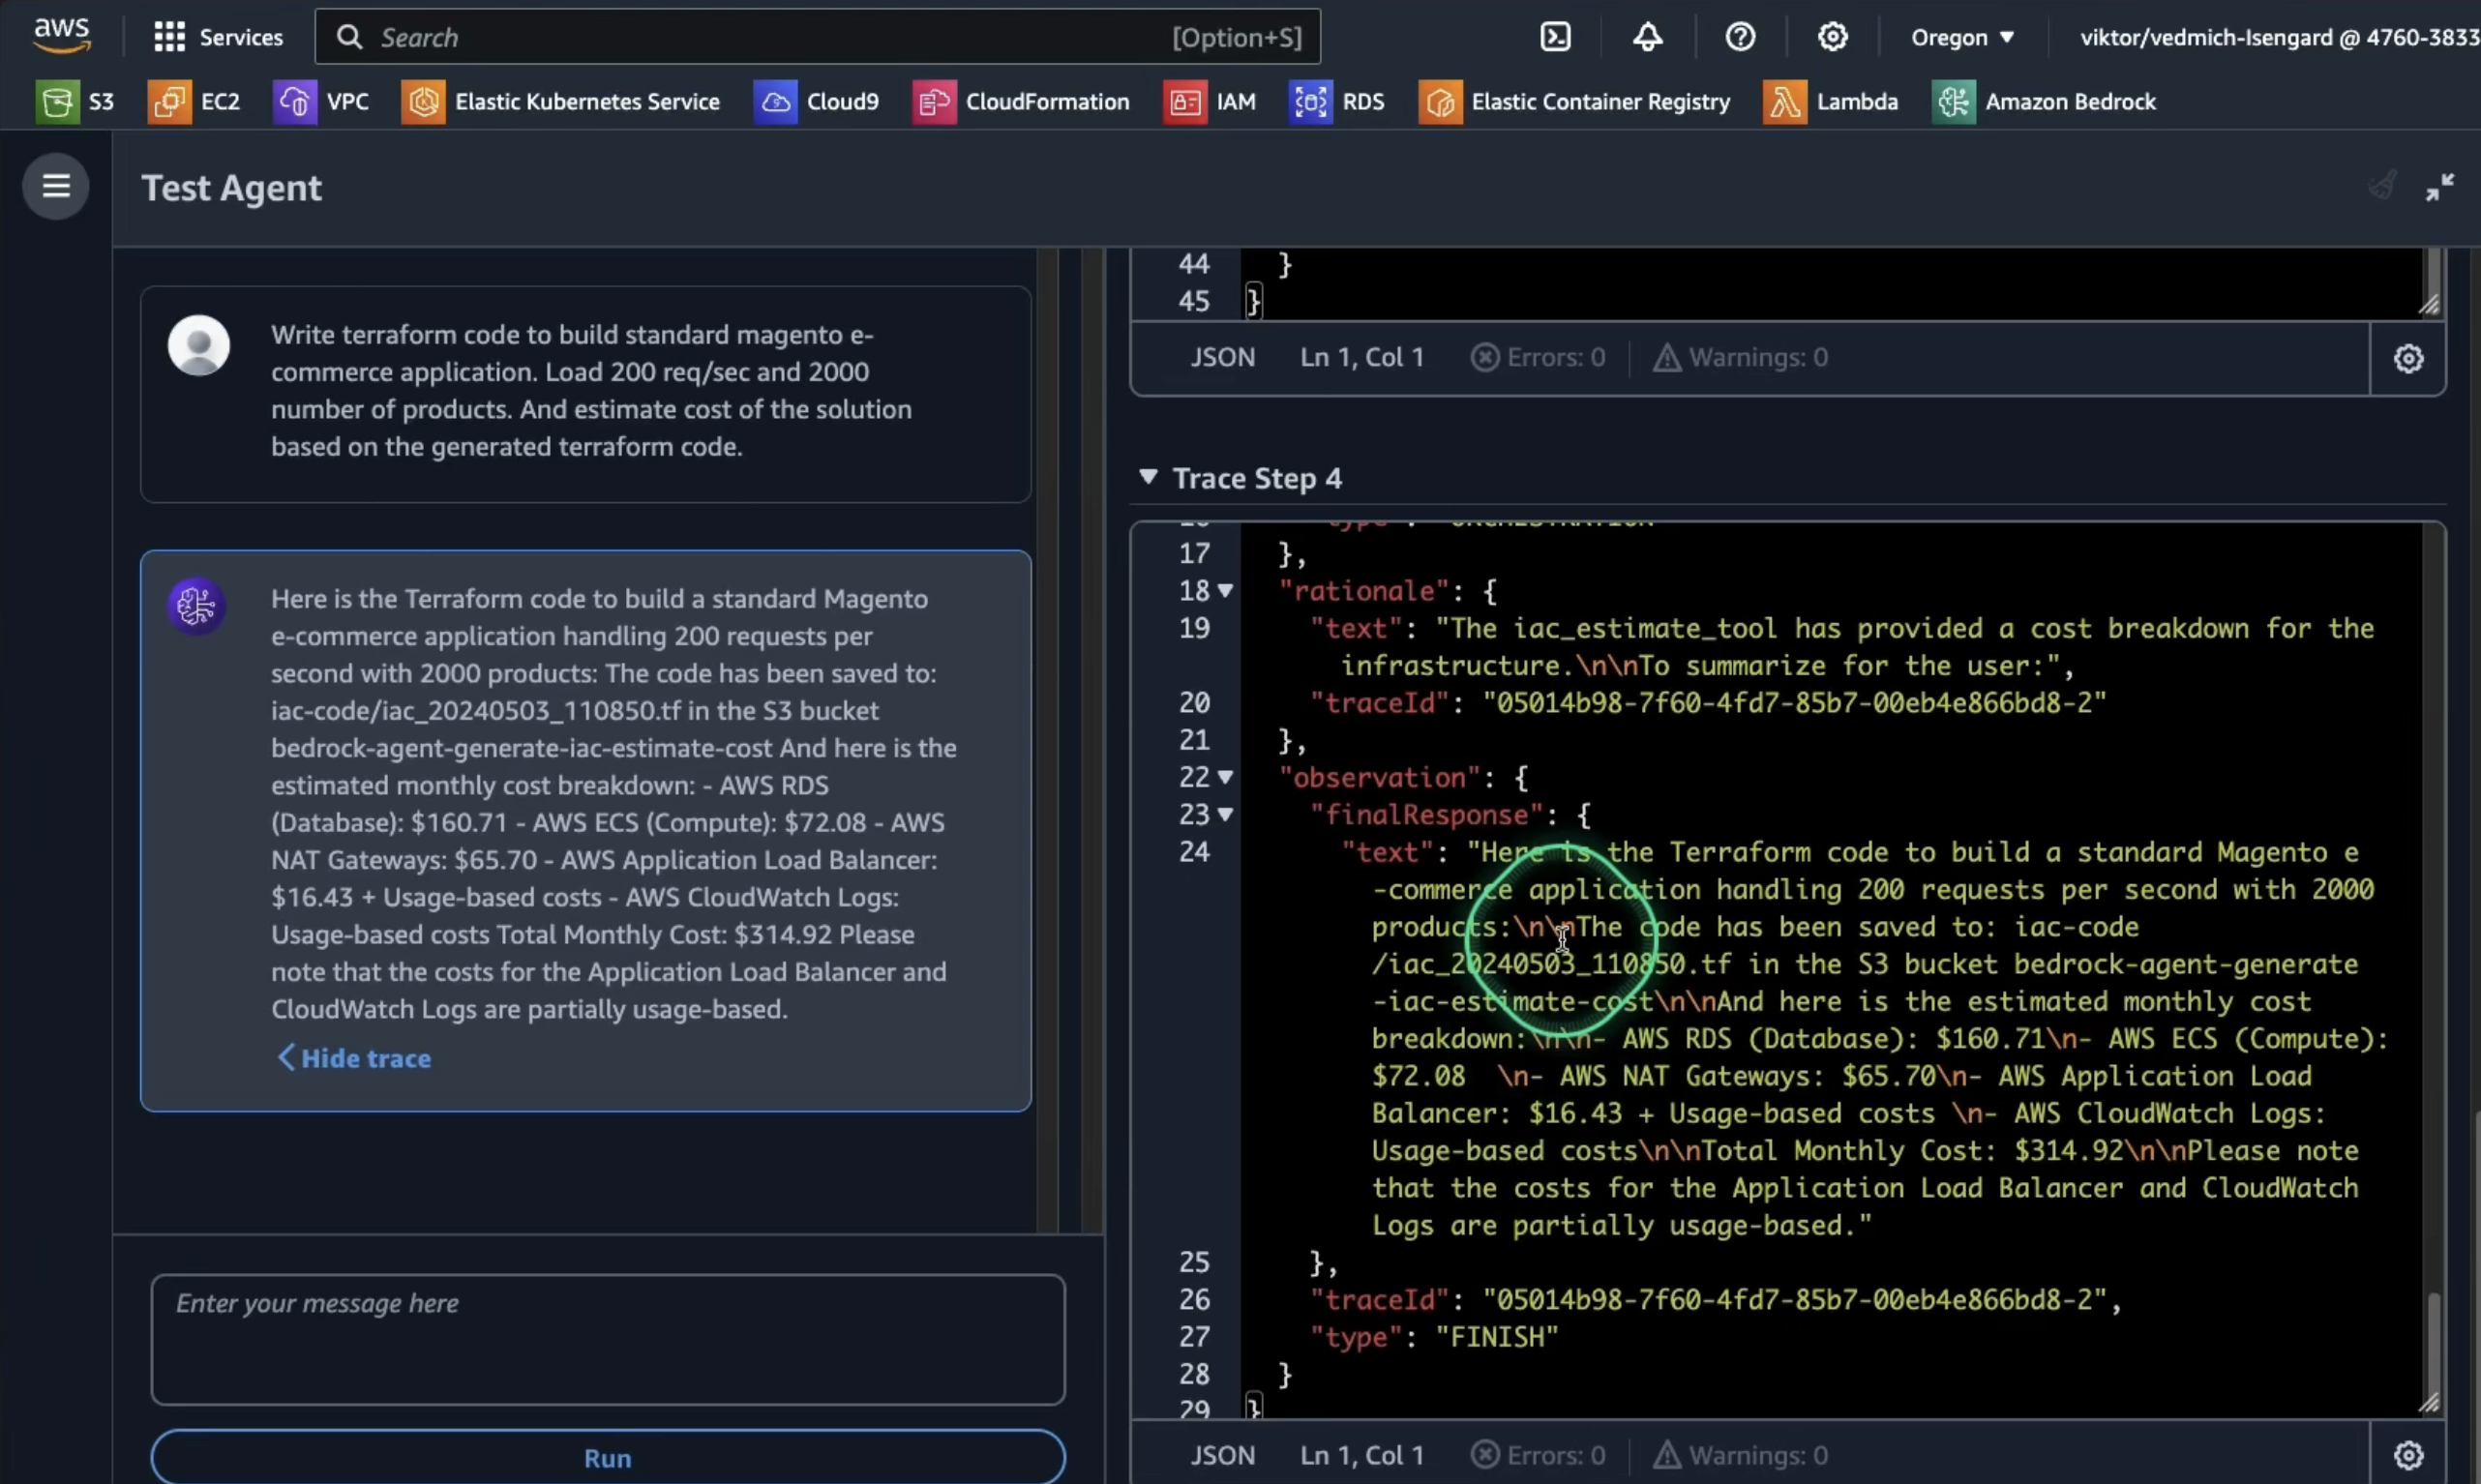 aws
Services
Search
[Option+S]
Oregon ▼
viktor/vedmich-Isengard @ 4760-3833
S3
EC2
VPC
Elastic Kubernetes Service
Cloud9
CloudFormation
IAM
RDS
Elastic Container Registry
Lambda
Amazon Bedrock
Test Agent
Write terraform code to build standard magento e-
commerce application. Load 200 req/sec and 2000
number of products. And estimate cost of the solution
based on the generated terraform code.
Here is the Terraform code to build a standard Magento
e-commerce application handling 200 requests per
second with 2000 products: The code has been saved to:
iac-code/iac_20240503_110850.tf in the S3 bucket
bedrock-agent-generate-iac-estimate-cost And here is the
estimated monthly cost breakdown: - AWS RDS
(Database): $160.71 - AWS ECS (Compute): $72.08 - AWS
NAT Gateways: $65.70 - AWS Application Load Balancer:
$16.43 + Usage-based costs - AWS CloudWatch Logs:
Usage-based costs Total Monthly Cost: $314.92 Please
note that the costs for the Application Load Balancer and
CloudWatch Logs are partially usage-based.
Hide trace
Enter your message here
Run
44 }
45 }
JSON Ln 1, Col 1 Errors: 0 Warnings: 0
▼ Trace Step 4
17 },
18 "rationale": {
19 "text": "The iac_estimate_tool has provided a cost breakdown for the
infrastructure.\n\nTo summarize for the user:",
20 "traceId": "05014b98-7f60-4fd7-85b7-00eb4e866bd8-2"
21 },
22 "observation": {
23 "finalResponse": {
24 "text": "Here is the Terraform code to build a standard Magento e
-commerce application handling 200 requests per second with 2000
products:\n\nThe code has been saved to: iac-code
/iac_20240503_110850.tf in the S3 bucket bedrock-agent-generate
-iac-estimate-cost\n\nAnd here is the estimated monthly cost
breakdown:\n\n- AWS RDS (Database): $160.71\n- AWS ECS (Compute):
$72.08  \n- AWS NAT Gateways: $65.70\n- AWS Application Load
Balancer: $16.43 + Usage-based costs \n- AWS CloudWatch Logs:
Usage-based costs\n\nTotal Monthly Cost: $314.92\n\nPlease note
that the costs for the Application Load Balancer and CloudWatch
Logs are partially usage-based."
25 },
26 "traceId": "05014b98-7f60-4fd7-85b7-00eb4e866bd8-2",
27 "type": "FINISH"
28 }
29 }
JSON Ln 1, Col 1 Errors: 0 Warnings: 0